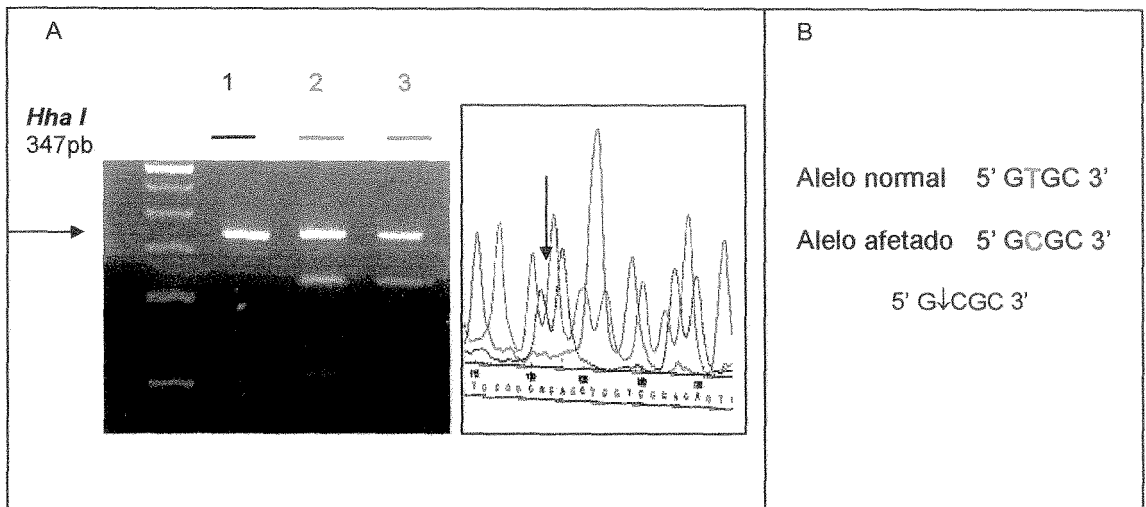 A
1 2 3
Hha I
347pb
B
Alelo normal 5' GTGC 3'
Alelo afetado 5' GCGC 3'
5' G↓CGC 3'